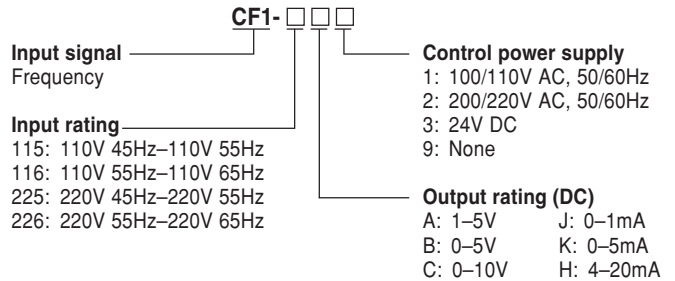 CF1- □ □ □
Input signal
Frequency
Input rating
115: 110V 45Hz–110V 55Hz
116: 110V 55Hz–110V 65Hz
225: 220V 45Hz–220V 55Hz
226: 220V 55Hz–220V 65Hz
Control power supply
1: 100/110V AC, 50/60Hz
2: 200/220V AC, 50/60Hz
3: 24V DC
9: None
Output rating (DC)
A: 1–5V J: 0–1mA
B: 0–5V K: 0–5mA
C: 0–10V H: 4–20mA